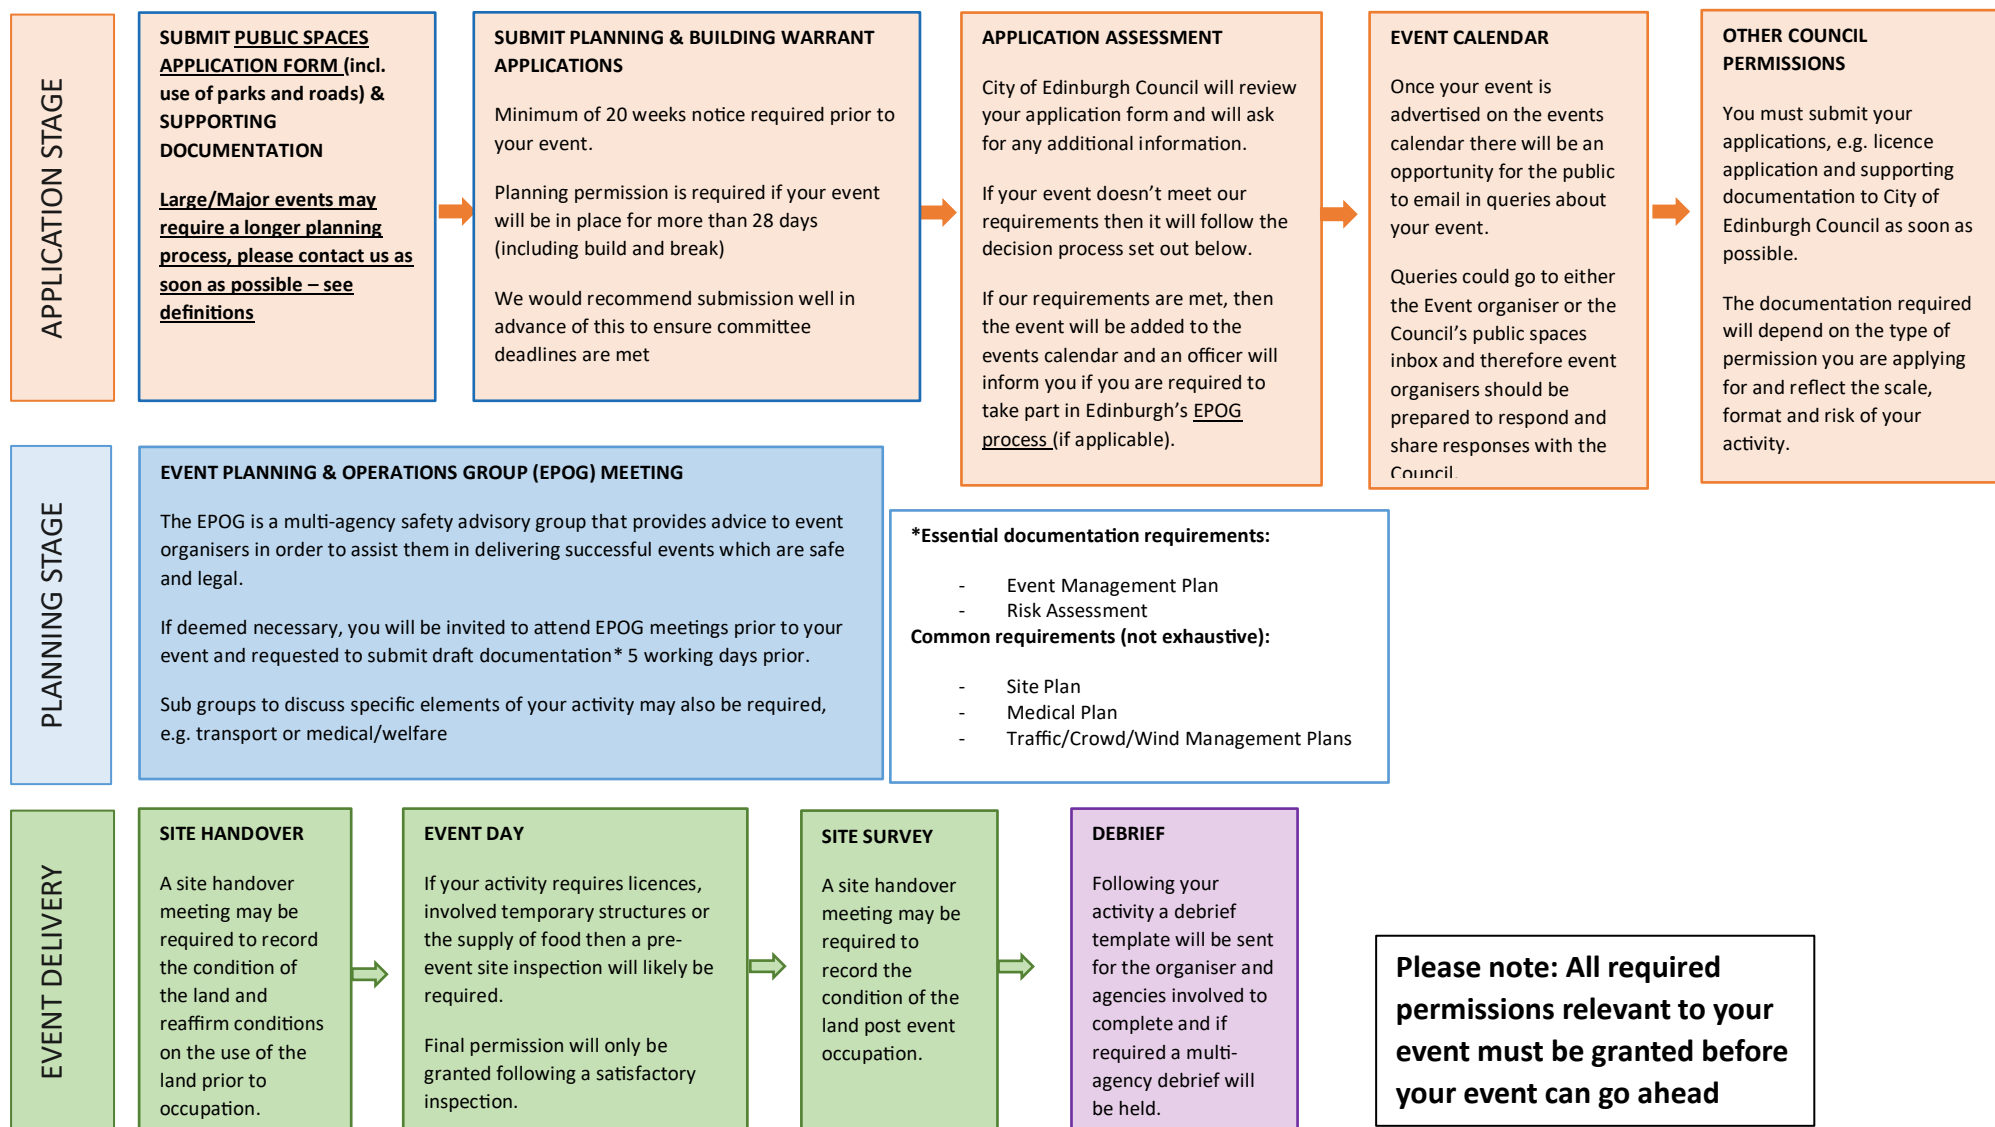 APPLICATION STAGE
SUBMIT PUBLIC SPACES
APPLICATION FORM (incl.
use of parks and roads) &
SUPPORTING
DOCUMENTATION
Large/Major events may
require a longer planning
process, please contact us as
soon as possible – see
definitions
SUBMIT PLANNING & BUILDING WARRANT
APPLICATIONS
Minimum of 20 weeks notice required prior to
your event.
Planning permission is required if your event
will be in place for more than 28 days
(including build and break)
We would recommend submission well in
advance of this to ensure committee
deadlines are met
APPLICATION ASSESSMENT
City of Edinburgh Council will review
your application form and will ask
for any additional information.
If your event doesn’t meet our
requirements then it will follow the
decision process set out below.
If our requirements are met, then
the event will be added to the
events calendar and an officer will
inform you if you are required to
take part in Edinburgh’s EPOG
process (if applicable).
EVENT CALENDAR
Once your event is
advertised on the events
calendar there will be an
opportunity for the public
to email in queries about
your event.
Queries could go to either
the Event organiser or the
Council’s public spaces
inbox and therefore event
organisers should be
prepared to respond and
share responses with the
Council.
OTHER COUNCIL
PERMISSIONS
You must submit your
applications, e.g. licence
application and supporting
documentation to City of
Edinburgh Council as soon as
possible.
The documentation required
will depend on the type of
permission you are applying
for and reflect the scale,
format and risk of your
activity.
PLANNING STAGE
EVENT PLANNING & OPERATIONS GROUP (EPOG) MEETING
The EPOG is a multi-agency safety advisory group that provides advice to event
organisers in order to assist them in delivering successful events which are safe
and legal.
If deemed necessary, you will be invited to attend EPOG meetings prior to your
event and requested to submit draft documentation* 5 working days prior.
Sub groups to discuss specific elements of your activity may also be required,
e.g. transport or medical/welfare
*Essential documentation requirements:
- Event Management Plan
- Risk Assessment
Common requirements (not exhaustive):
- Site Plan
- Medical Plan
- Traffic/Crowd/Wind Management Plans
EVENT DELIVERY
SITE HANDOVER
A site handover
meeting may be
required to record
the condition of
the land and
reaffirm conditions
on the use of the
land prior to
occupation.
EVENT DAY
If your activity requires licences,
involved temporary structures or
the supply of food then a pre-
event site inspection will likely be
required.
Final permission will only be
granted following a satisfactory
inspection.
SITE SURVEY
A site handover
meeting may be
required to
record the
condition of the
land post event
occupation.
DEBRIEF
Following your
activity a debrief
template will be sent
for the organiser and
agencies involved to
complete and if
required a multi-
agency debrief will
be held.
Please note: All required
permissions relevant to your
event must be granted before
your event can go ahead